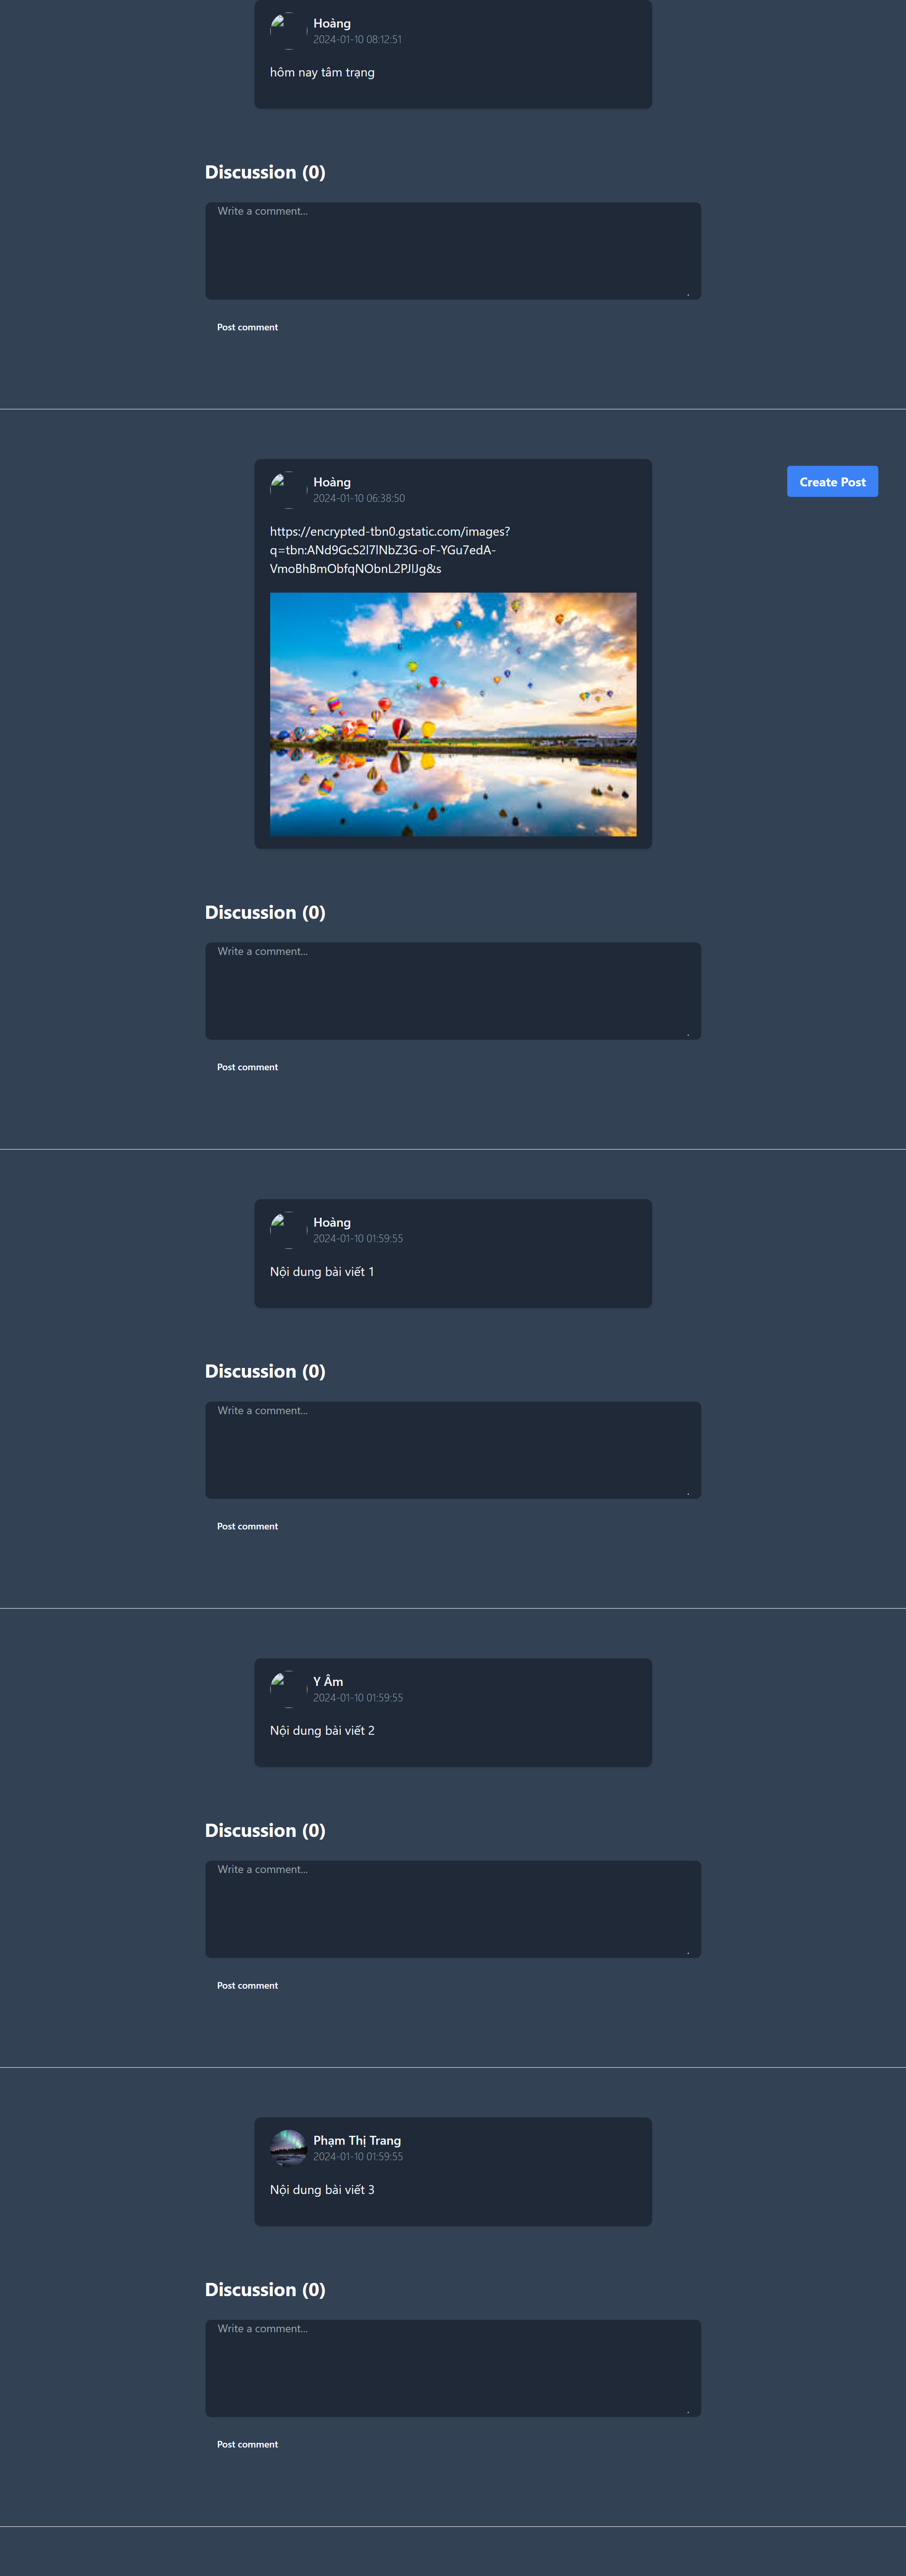 Hoàng
2024-01-10 08:12:51
hôm nay tâm trạng
Discussion (0)
Write a comment...
Post comment
Hoàng
2024-01-10 06:38:50
Create Post
https://encrypted-tbn0.gstatic.com/images?
q=tbn:ANd9GcS2l7lNbZ3G-oF-YGu7edA-
VmoBhBmObfqNObnL2PJIJg&s
Discussion (0)
Write a comment...
Post comment
Hoàng
2024-01-10 01:59:55
Nội dung bài viết 1
Discussion (0)
Write a comment...
Post comment
Y Âm
2024-01-10 01:59:55
Nội dung bài viết 2
Discussion (0)
Write a comment...
Post comment
Phạm Thị Trang
2024-01-10 01:59:55
Nội dung bài viết 3
Discussion (0)
Write a comment...
Post comment